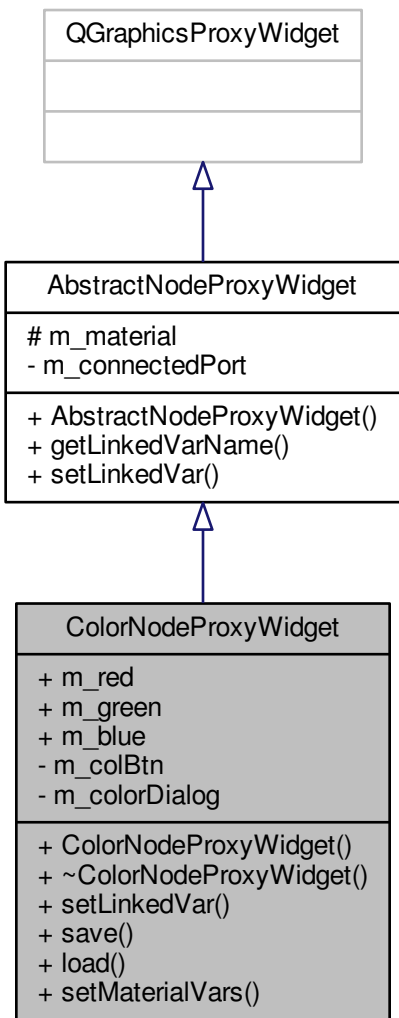 QGraphicsProxyWidget
AbstractNodeProxyWidget
# m_material
- m_connectedPort
+ AbstractNodeProxyWidget()
+ getLinkedVarName()
+ setLinkedVar()
ColorNodeProxyWidget
+ m_red
+ m_green
+ m_blue
- m_colBtn
- m_colorDialog
+ ColorNodeProxyWidget()
+ ~ColorNodeProxyWidget()
+ setLinkedVar()
+ save()
+ load()
+ setMaterialVars()